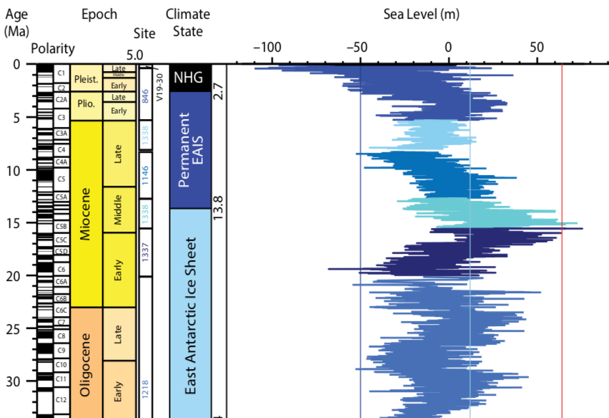 Age
(Ma)
Epoch
Climate
State
Sea Level (m)
Polarity
Site
5.0
−100
−50
0
50
0
5
10
15
20
25
30
C1
C2
C2A
C3
C3A
C4
C4A
C5
C5A
C5B
C5C
C5D
C6
C6A
C6B
C6C
C7
C8
C9
C10
C11
C12
Pleist.
Plio.
Miocene
Oligocene
Late
Early
Late
Early
Late
Middle
Early
Late
Early
846
1338
1146
1338
1337
1218
V19-30
NHG
2.7
Permanent
EAIS
13.8
East Antarctic Ice Sheet